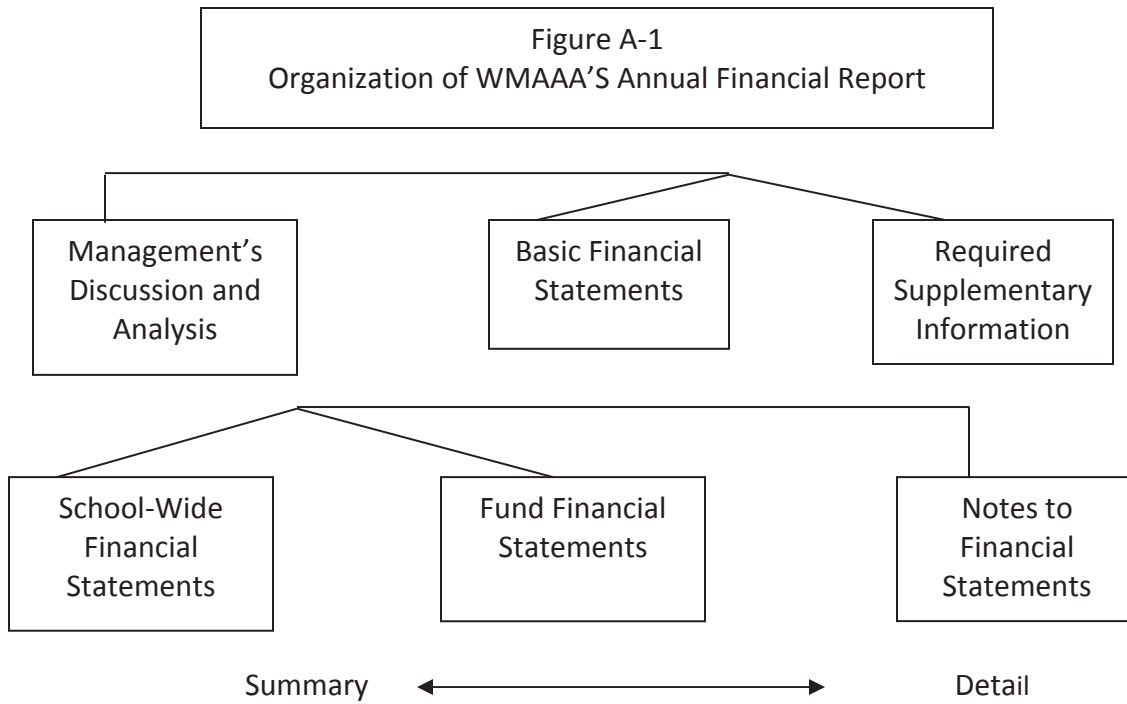 Figure A-1
Organization of WMAAA’S Annual Financial Report
Management’s
Discussion and
Analysis
Basic Financial
Statements
Required
Supplementary
Information
School-Wide
Financial
Statements
Fund Financial
Statements
Notes to
Financial
Statements
Summary
Detail